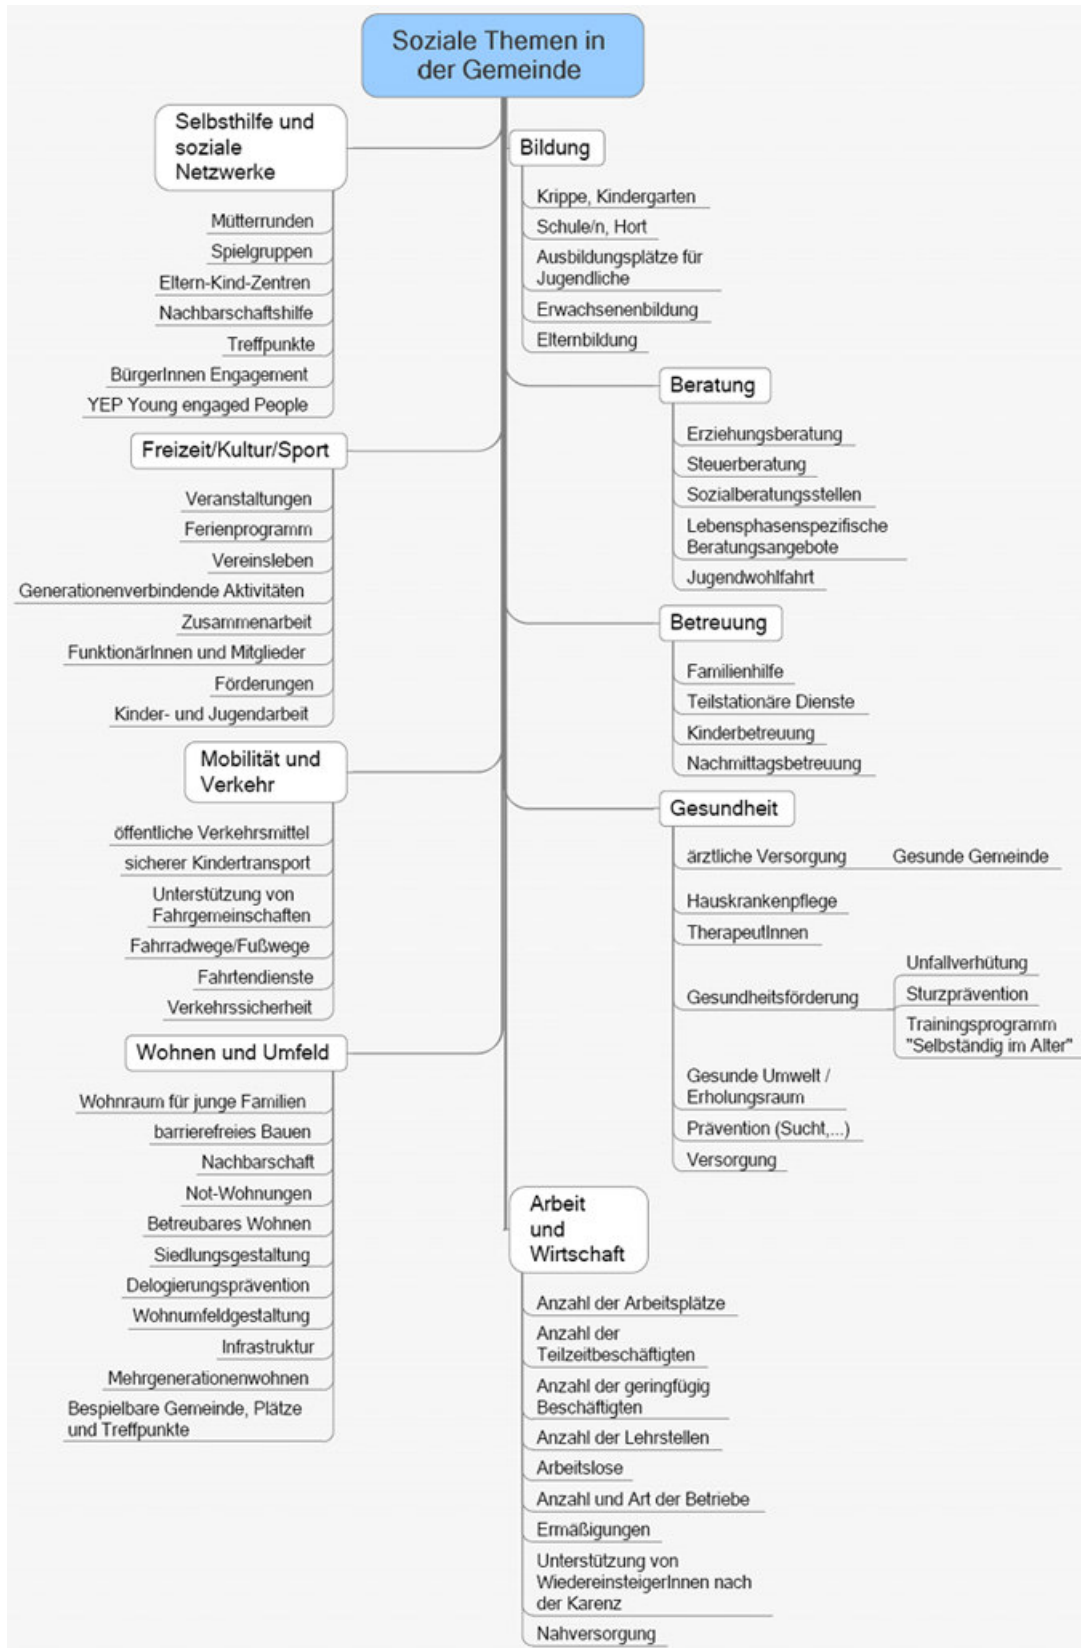 Soziale Themen in
der Gemeinde
Selbsthilfe und
soziale
Netzwerke
Mütterrunden
Spielgruppen
Eltern-Kind-Zentren
Nachbarschaftshilfe
Treffpunkte
BürgerInnen Engagement
YEP Young engaged People
Freizeit/Kultur/Sport
Veranstaltungen
Ferienprogramm
Vereinsleben
Generationenverbindende Aktivitäten
Zusammenarbeit
FunktionärInnen und Mitglieder
Förderungen
Kinder- und Jugendarbeit
Mobilität und
Verkehr
öffentliche Verkehrsmittel
sicherer Kindertransport
Unterstützung von
Fahrgemeinschaften
Fahrradwege/Fußwege
Fahrtendienste
Verkehrssicherheit
Wohnen und Umfeld
Wohnraum für junge Familien
barrierefreies Bauen
Nachbarschaft
Not-Wohnungen
Betreubares Wohnen
Siedlungsgestaltung
Delogierungsprävention
Wohnumfeldgestaltung
Infrastruktur
Mehrgenerationenwohnen
Bespielbare Gemeinde, Plätze
und Treffpunkte
Bildung
Krippe, Kindergarten
Schule/n, Hort
Ausbildungsplätze für
Jugendliche
Erwachsenenbildung
Elternbildung
Beratung
Erziehungsberatung
Steuerberatung
Sozialberatungsstellen
Lebensphasenspezifische
Beratungsangebote
Jugendwohlfahrt
Betreuung
Familienhilfe
Teilstationäre Dienste
Kinderbetreuung
Nachmittagsbetreuung
Gesundheit
ärztliche Versorgung
Gesunde Gemeinde
Hauskrankenpflege
TherapeutInnen
Gesundheitsförderung
Unfallverhütung
Sturzprävention
Trainingsprogramm
"Selbständig im Alter"
Gesunde Umwelt /
Erholungsraum
Prävention (Sucht,...)
Versorgung
Arbeit
und
Wirtschaft
Anzahl der Arbeitsplätze
Anzahl der
Teilzeitbeschäftigten
Anzahl der geringfügig
Beschäftigten
Anzahl der Lehrstellen
Arbeitslose
Anzahl und Art der Betriebe
Ermäßigungen
Unterstützung von
WiedereinsteigerInnen nach
der Karenz
Nahversorgung